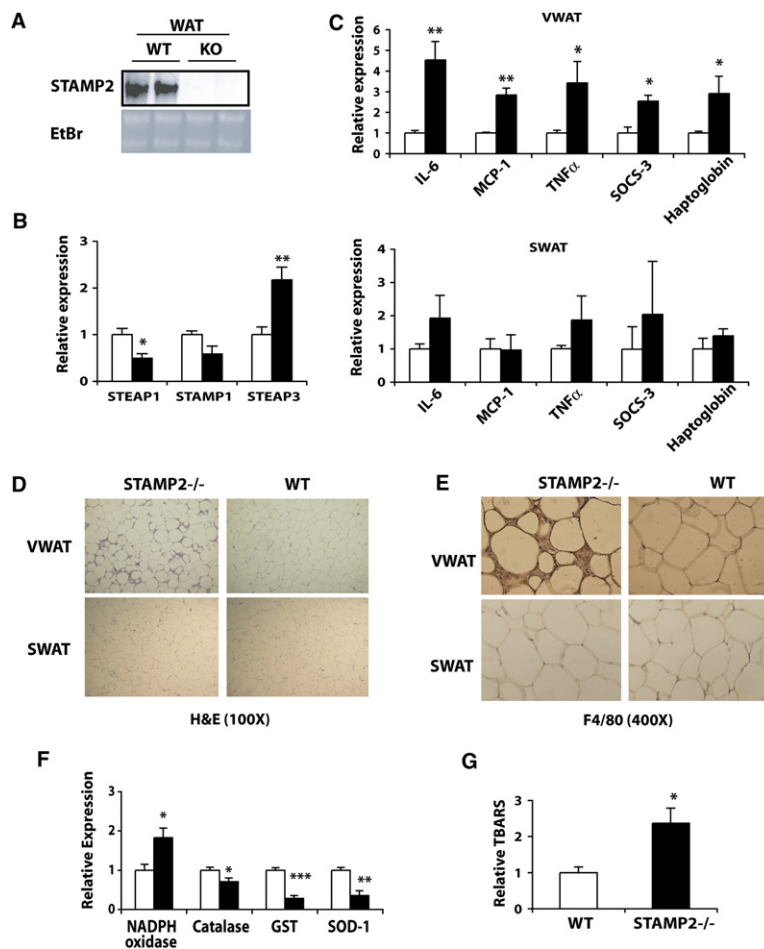 A
WAT
WT KO
STAMP2
EtBr
B
Relative expression
3
2
1
0
*
**
STEAP1 STAMP1 STEAP3
C
VWAT
Relative expression
6
5
4
3
2
1
0
** ** * * *
IL-6 MCP-1 TNFα SOCS-3 Haptoglobin
SWAT
Relative expression
4
3
2
1
0
IL-6 MCP-1 TNFα SOCS-3 Haptoglobin
D
STAMP2-/- WT
VWAT
SWAT
H&E (100X)
E
STAMP2-/- WT
VWAT
SWAT
F4/80 (400X)
F
Relative Expression
3
2
1
0
* * *** **
NADPH Catalase GST SOD-1
oxidase
G
Relative TBARS
3
2
1
0
*
WT STAMP2-/-